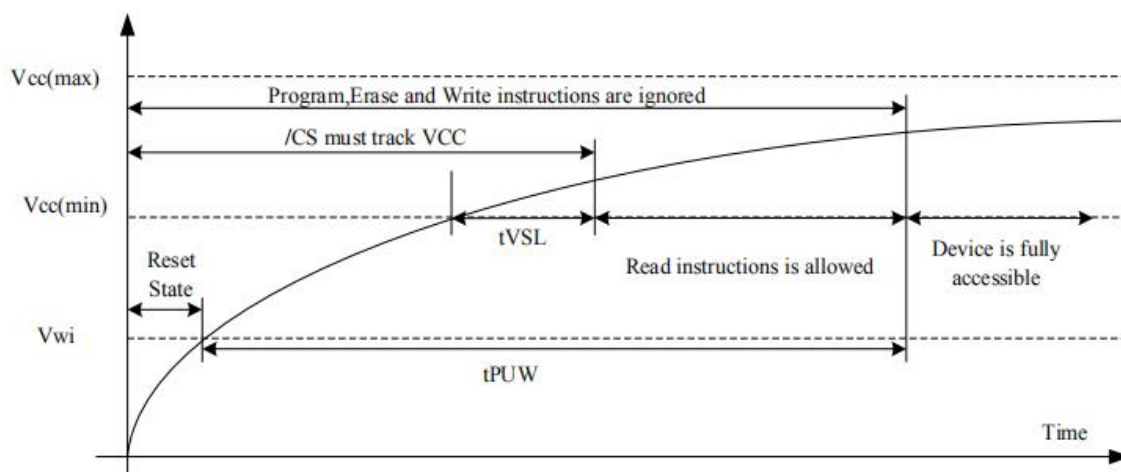 Vcc(max)
Program,Erase and Write instructions are ignored
/CS must track VCC
Vcc(min)
tVSL
Reset
State
Read instructions is allowed
Device is fully
accessible
Vwi
tPUW
Time